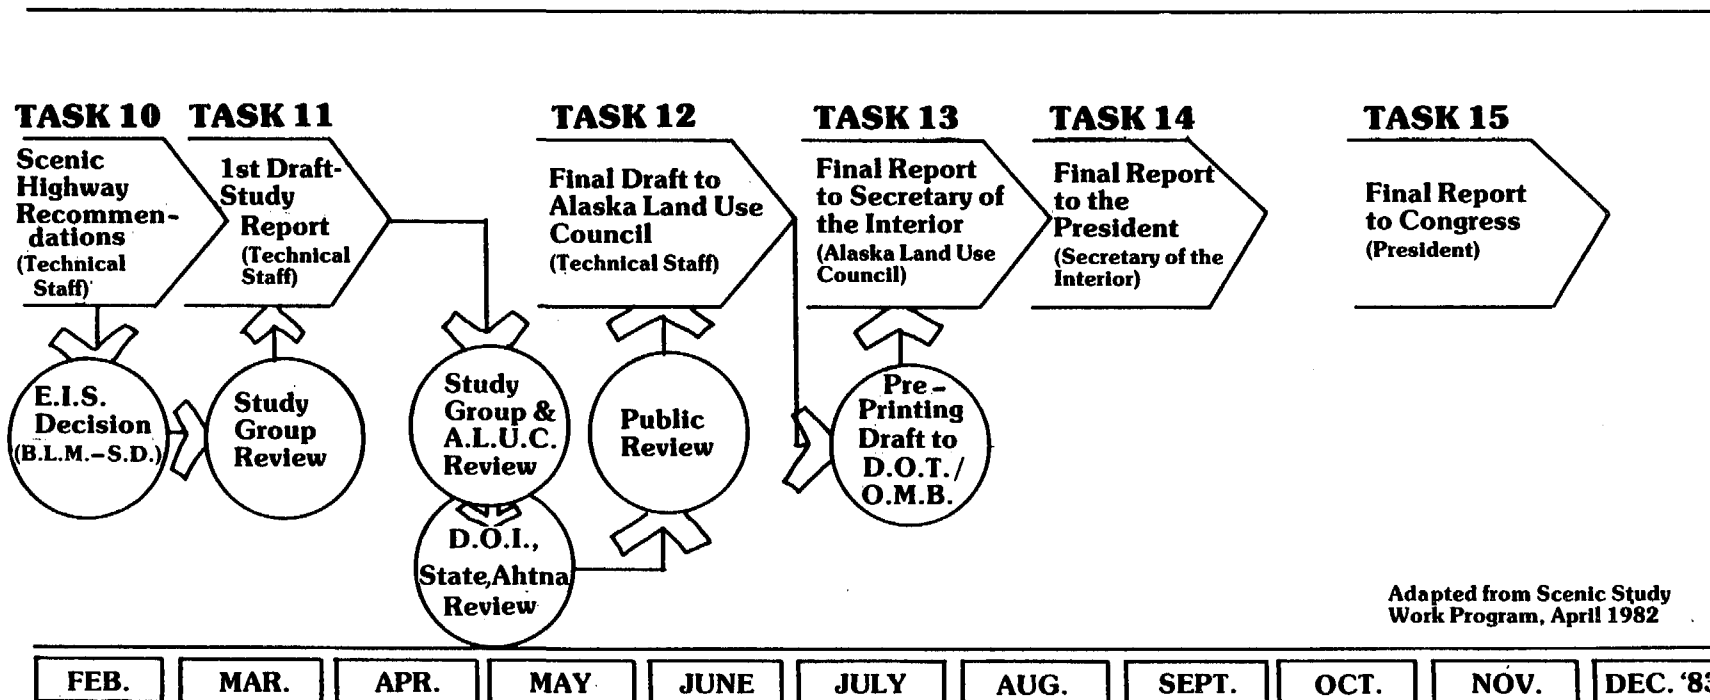 TASK 10
Scenic
Highway
Recommen-
dations
(Technical
Staff)
TASK 11
1st Draft-
Study
Report
(Technical
Staff)
TASK 12
Final Draft to
Alaska Land Use
Council
(Technical Staff)
TASK 13
Final Report
to Secretary of
the Interior
(Alaska Land Use
Council)
TASK 14
Final Report
to the
President
(Secretary of the
Interior)
TASK 15
Final Report
to Congress
(President)
E.I.S.
Decision
(B.L.M.-S.D.)
Study
Group
Review
Study
Group &
A.L.U.C.
Review
D.O.I.,
State, Ahtna
Review
Public
Review
Pre-
Printing
Draft to
D.O.T./
O.M.B.
Adapted from Scenic Study
Work Program, April 1982
FEB. MAR. APR. MAY JUNE JULY AUG. SEPT. OCT. NOV. DEC. '83